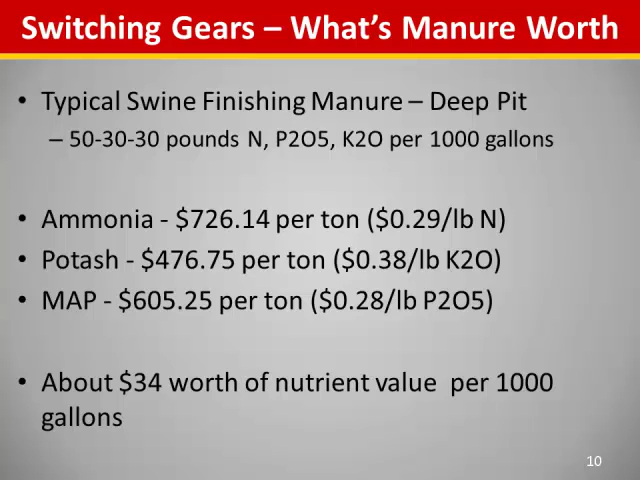 Switching Gears – What's Manure Worth
• Typical Swine Finishing Manure – Deep Pit
– 50-30-30 pounds N, P2O5, K2O per 1000 gallons
• Ammonia - $726.14 per ton ($0.29/lb N)
• Potash - $476.75 per ton ($0.38/lb K2O)
• MAP - $605.25 per ton ($0.28/lb P2O5)
• About $34 worth of nutrient value  per 1000
gallons
10